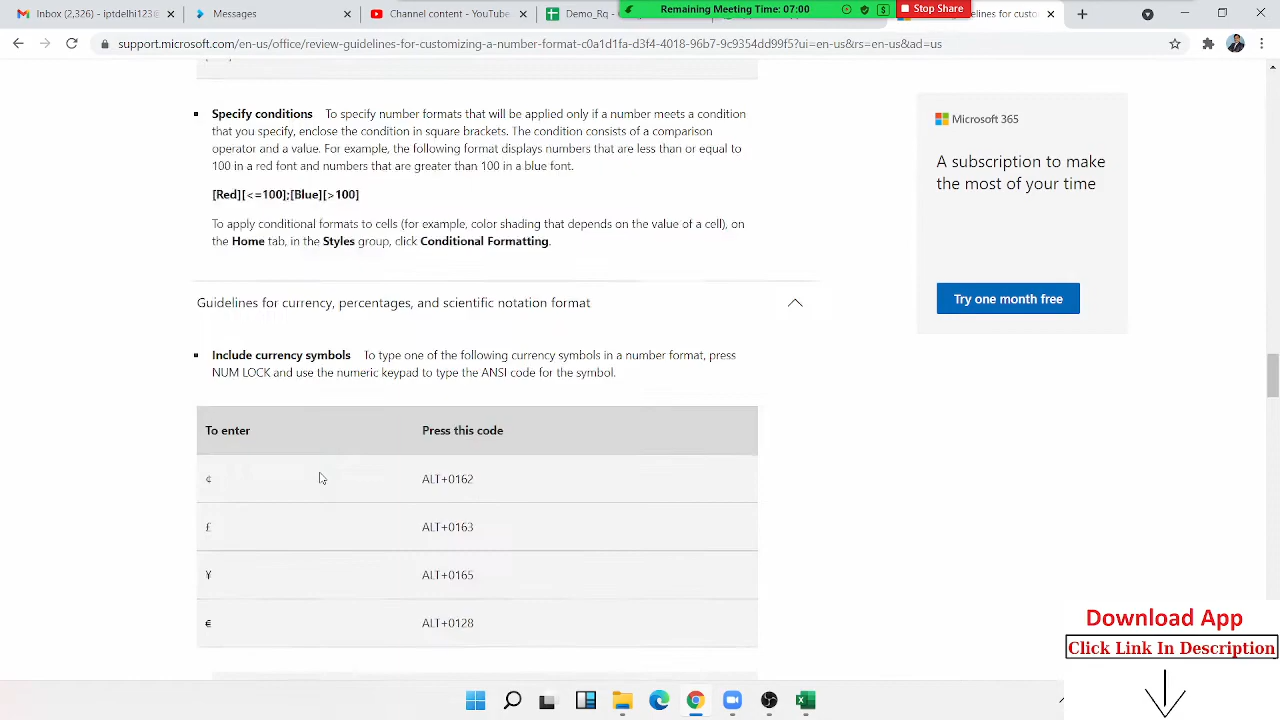 Inbox (2,326) - iptdelhi123@
Messages
Channel content - YouTube
Demo_Rq -
Remaining Meeting Time: 07:00
Stop Share
lines for custo
support.microsoft.com/en-us/office/review-guidelines-for-customizing-a-number-format-c0a1d1fa-d3f4-4018-96b7-9c9354dd99f5?ui=en-us&rs=en-us&ad=us
Specify conditions To specify number formats that will be applied only if a number meets a condition
that you specify, enclose the condition in square brackets. The condition consists of a comparison
operator and a value. For example, the following format displays numbers that are less than or equal to
100 in a red font and numbers that are greater than 100 in a blue font.
[Red][<=100];[Blue][>100]
To apply conditional formats to cells (for example, color shading that depends on the value of a cell), on
the Home tab, in the Styles group, click Conditional Formatting.
Microsoft 365
A subscription to make
the most of your time
Try one month free
Guidelines for currency, percentages, and scientific notation format
Include currency symbols To type one of the following currency symbols in a number format, press
NUM LOCK and use the numeric keypad to type the ANSI code for the symbol.
To enter Press this code
¢ ALT+0162
£ ALT+0163
¥ ALT+0165
€ ALT+0128
Download App
Click Link In Description